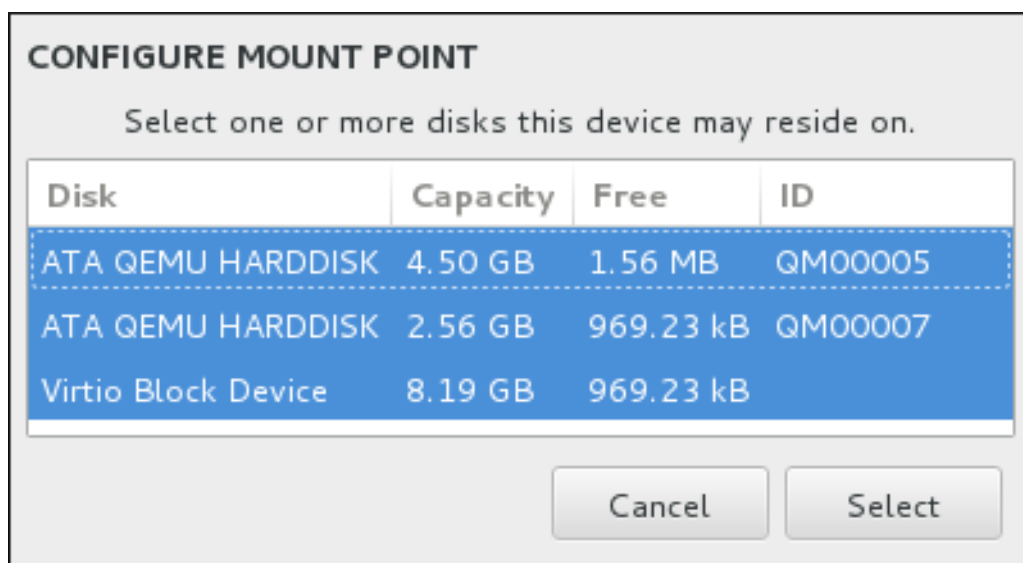 CONFIGURE MOUNT POINT
Select one or more disks this device may reside on.
Disk Capacity Free ID
ATA QEMU HARDDISK 4.50 GB 1.56 MB QM00005
ATA QEMU HARDDISK 2.56 GB 969.23 kB QM00007
Virtio Block Device 8.19 GB 969.23 kB
Cancel Select